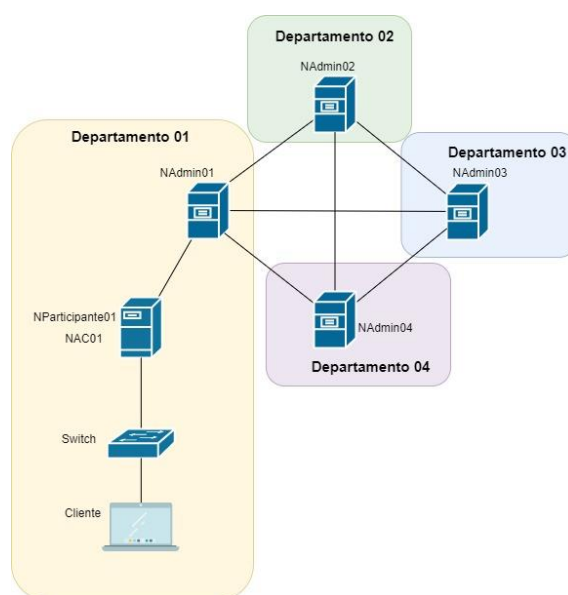 Departamento 02
NAdmin02
Departamento 01
NAdmin01
Departamento 03
NAdmin03
NParticipante01
NAC01
NAdmin04
Departamento 04
Switch
Cliente